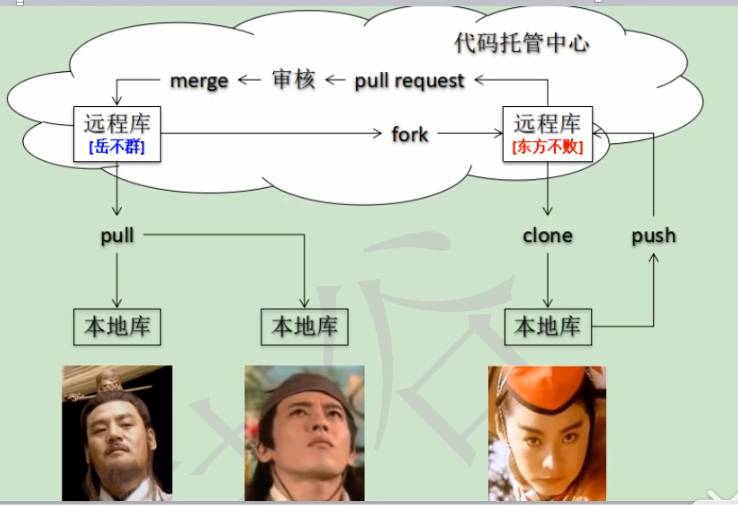 代码托管中心
merge
审核
pull request
远程库
[岳不群]
fork
远程库
[东方不败]
pull
clone
push
本地库
本地库
本地库